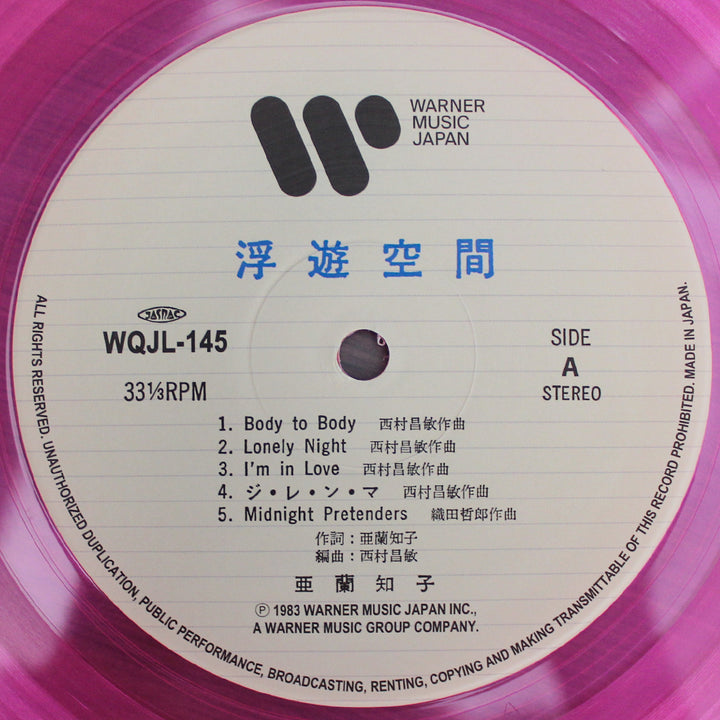 WARNER
MUSIC
JAPAN
浮遊空間
JASRAC
WQJL-145
33⅓RPM
SIDE
A
STEREO
1. Body to Body 西村昌敏作曲
2. Lonely Night 西村昌敏作曲
3. I'm in Love 西村昌敏作曲
4. ジ・レ・ン・マ 西村昌敏作曲
5. Midnight Pretenders 織田哲郎作曲
作詞：亜蘭知子
編曲：西村昌敏
亜蘭知子
Ⓟ 1983 WARNER MUSIC JAPAN INC.,
A WARNER MUSIC GROUP COMPANY.
ALL RIGHTS RESERVED. UNAUTHORIZED DUPLICATION, PUBLIC PERFORMANCE, BROADCASTING, RENTING, COPYING AND MAKING TRANSMITTABLE OF THIS RECORD PROHIBITED. MADE IN JAPAN.